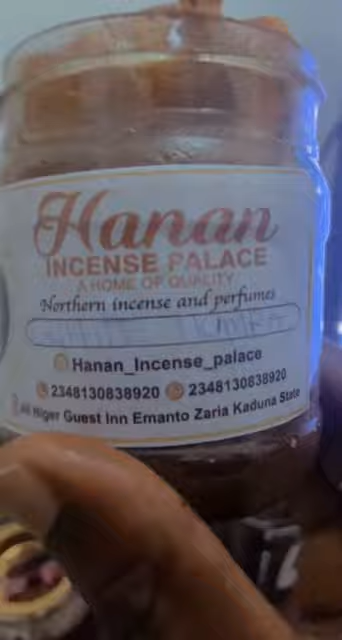 Hanan
INCENSE PALACE
A HOME OF QUALITY
Northern incense and perfumes
Hanan_Incense_palace
2348130838920 2348130838920
Niger Guest Inn Emanto Zaria Kaduna State